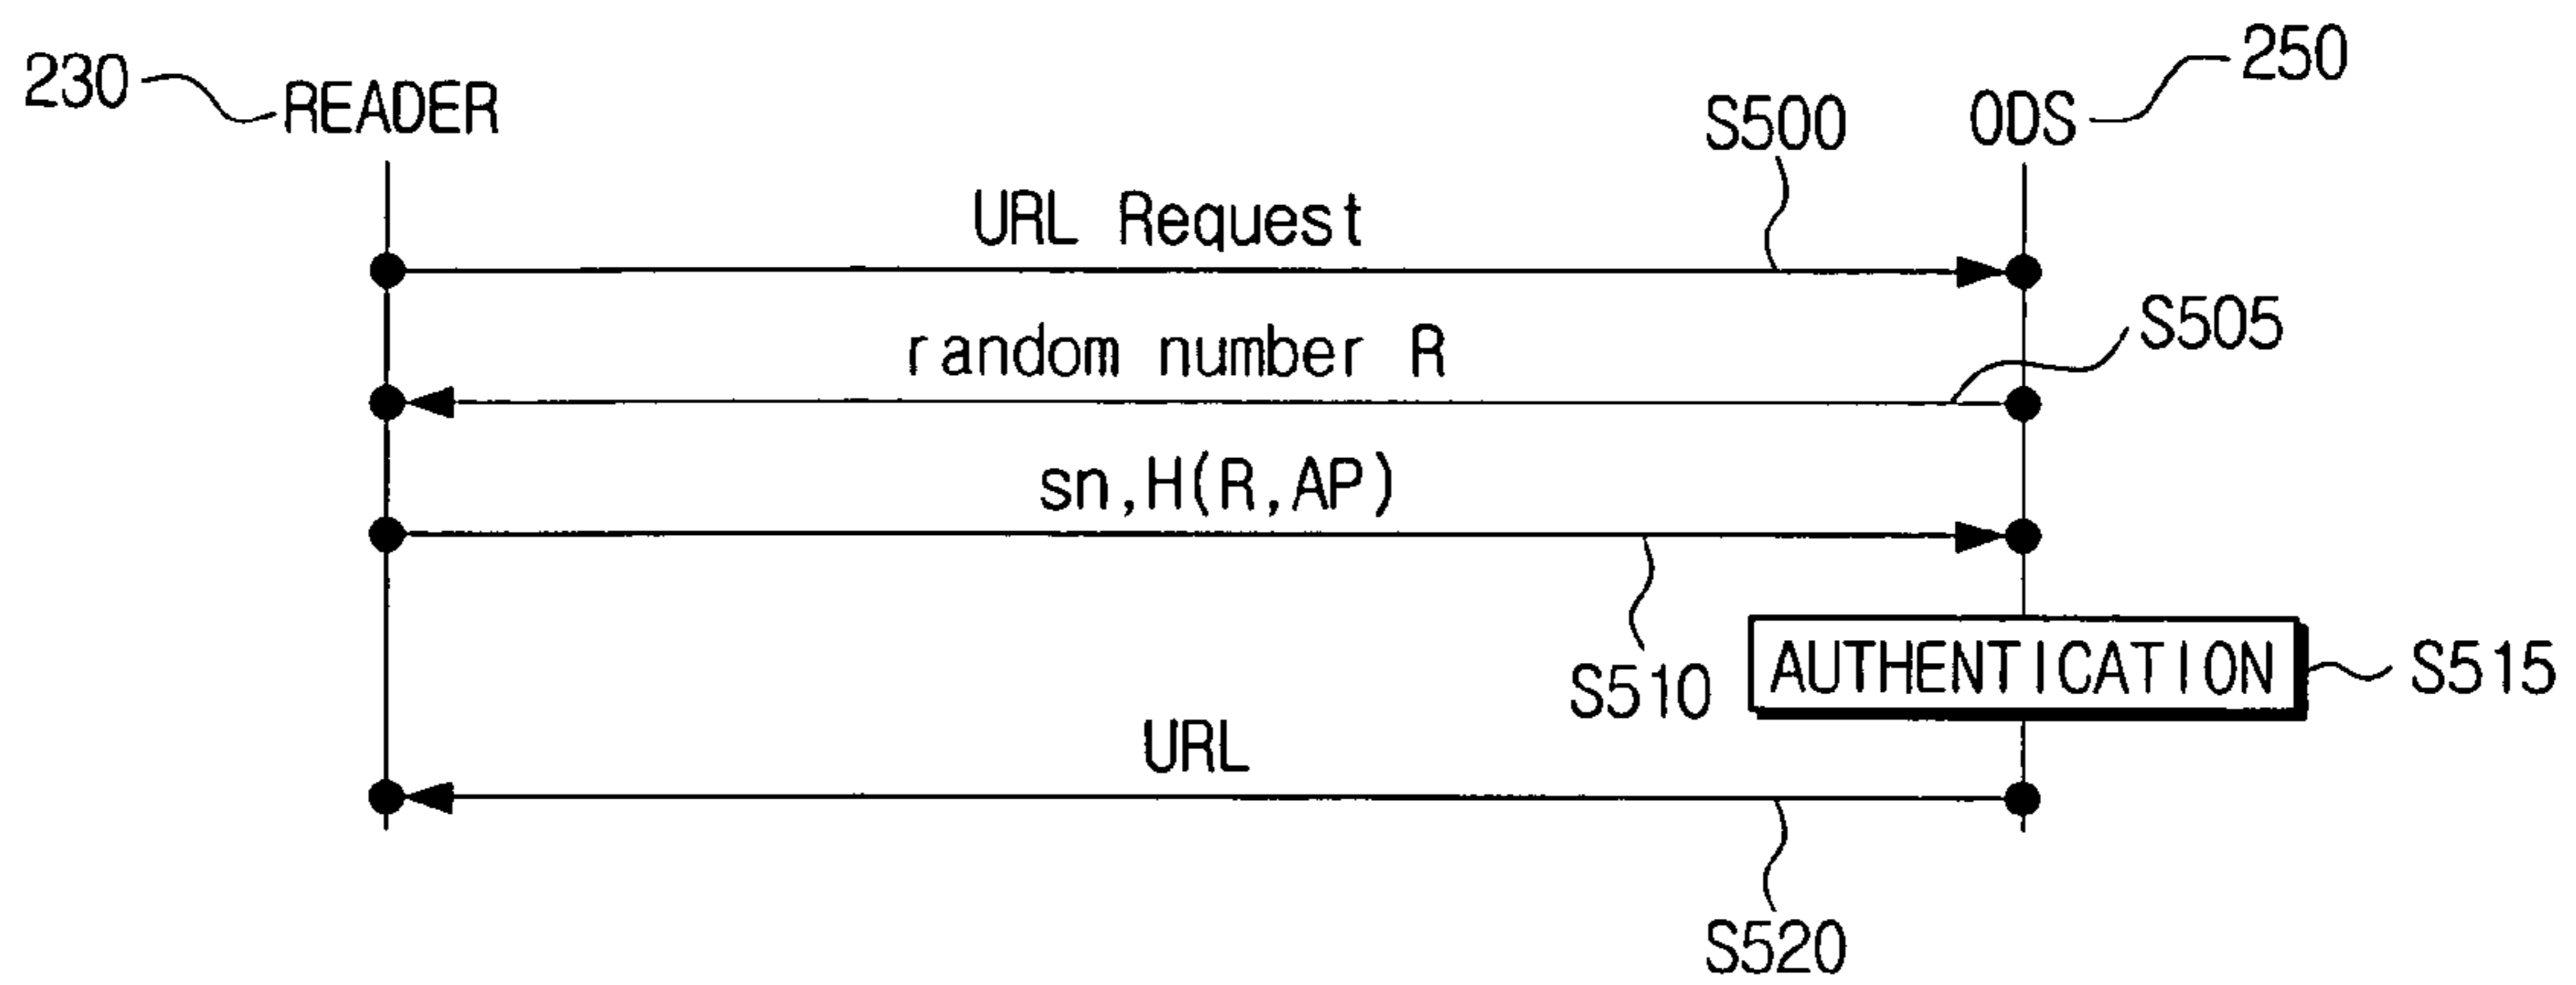 230 READER ODS 250
S500
URL Request
S505
random number R
sn,H(R,AP)
S510
AUTHENTICATION S515
URL
S520